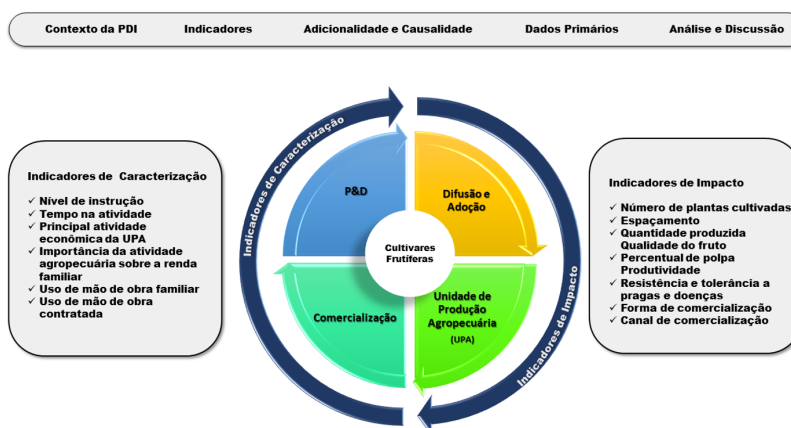 Contexto da PDI Indicadores Adicionalidade e Causalidade Dados Primários Análise e Discussão
Indicadores de Caracterização
✓ Nível de instrução
✓ Tempo na atividade
✓ Principal atividade
econômica da UPA
✓ Importância da atividade
agropecuária sobre a renda
familiar
✓ Uso de mão de obra familiar
✓ Uso de mão de obra
contratada
Indicadores de Caracterização
P&D
Difusão e
Adoção
Cultivares
Frutíferas
Comercialização
Unidade de
Produção
Agropecuária
(UPA)
Indicadores de Impacto
Indicadores de Impacto
✓ Número de plantas cultivadas
✓ Espaçamento
✓ Quantidade produzida
Qualidade do fruto
✓ Percentual de polpa
Produtividade
✓ Resistência e tolerância a
pragas e doenças
✓ Forma de comercialização
✓ Canal de comercialização